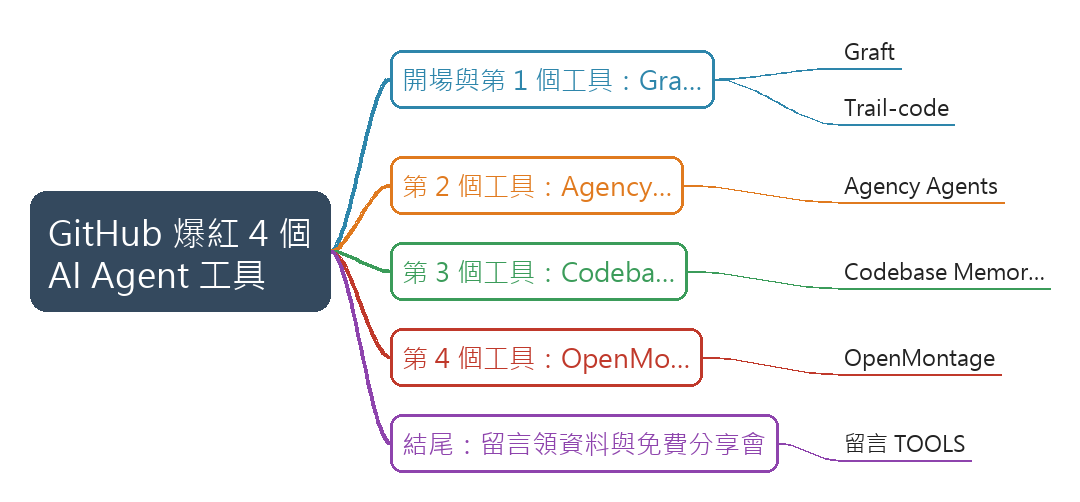 GitHub 爆紅 4 個
AI Agent 工具
開場與第 1 個工具：Gra...
Graft
Trail-code
第 2 個工具：Agency...
Agency Agents
第 3 個工具：Codeba...
Codebase Memor...
第 4 個工具：OpenMo...
OpenMontage
結尾：留言領資料與免費分享會
留言 TOOLS